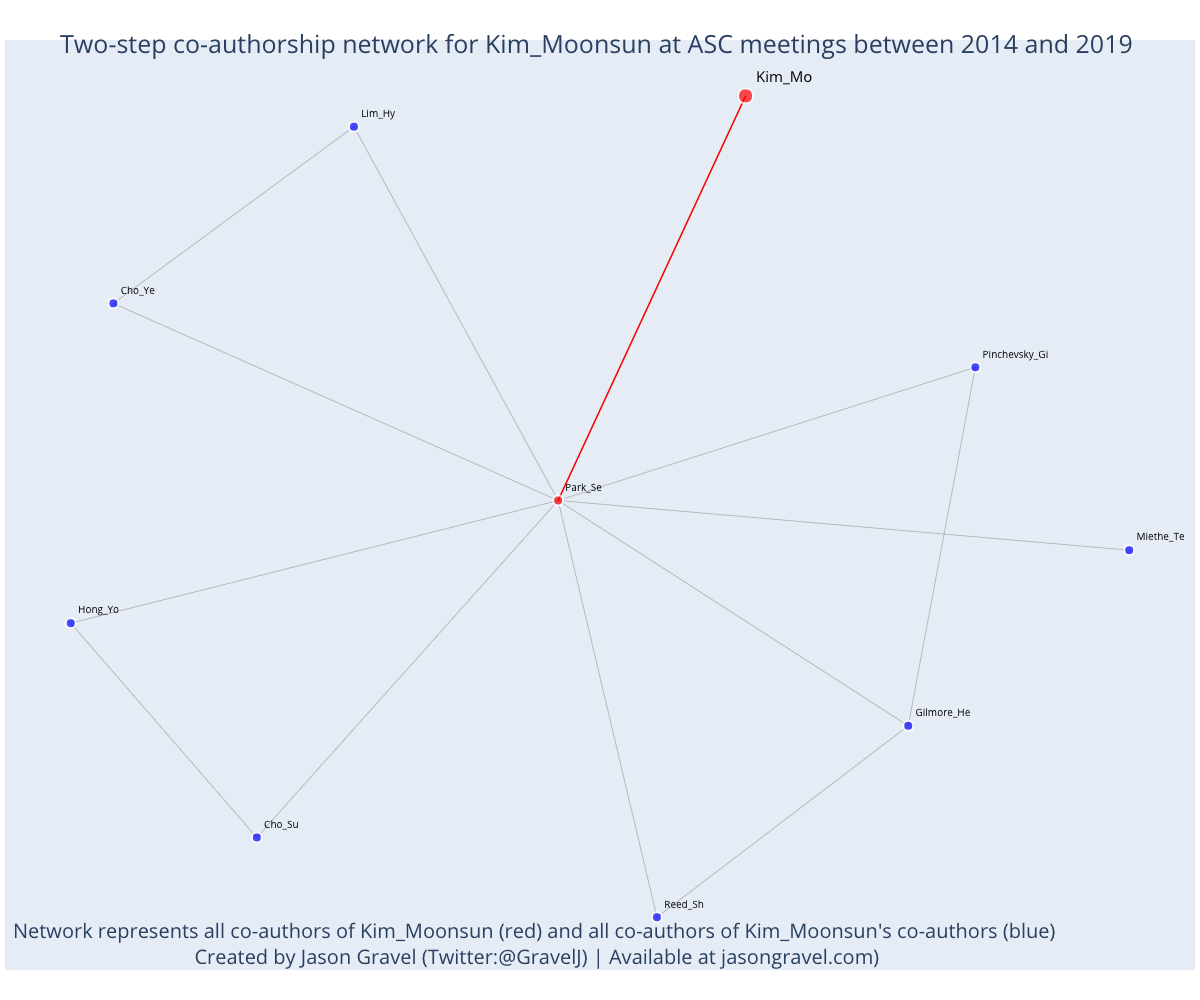 Two-step co-authorship network for Kim_Moonsun at ASC meetings between 2014 and 2019
Kim_Mo
Lim_Hy
Cho_Ye
Pinchevsky_Gi
Park_Se
Miethe_Te
Hong_Yo
Gilmore_He
Cho_Su
Reed_Sh
Network represents all co-authors of Kim_Moonsun (red) and all co-authors of Kim_Moonsun's co-authors (blue)
Created by Jason Gravel (Twitter:@GravelJ) | Available at jasongravel.com)